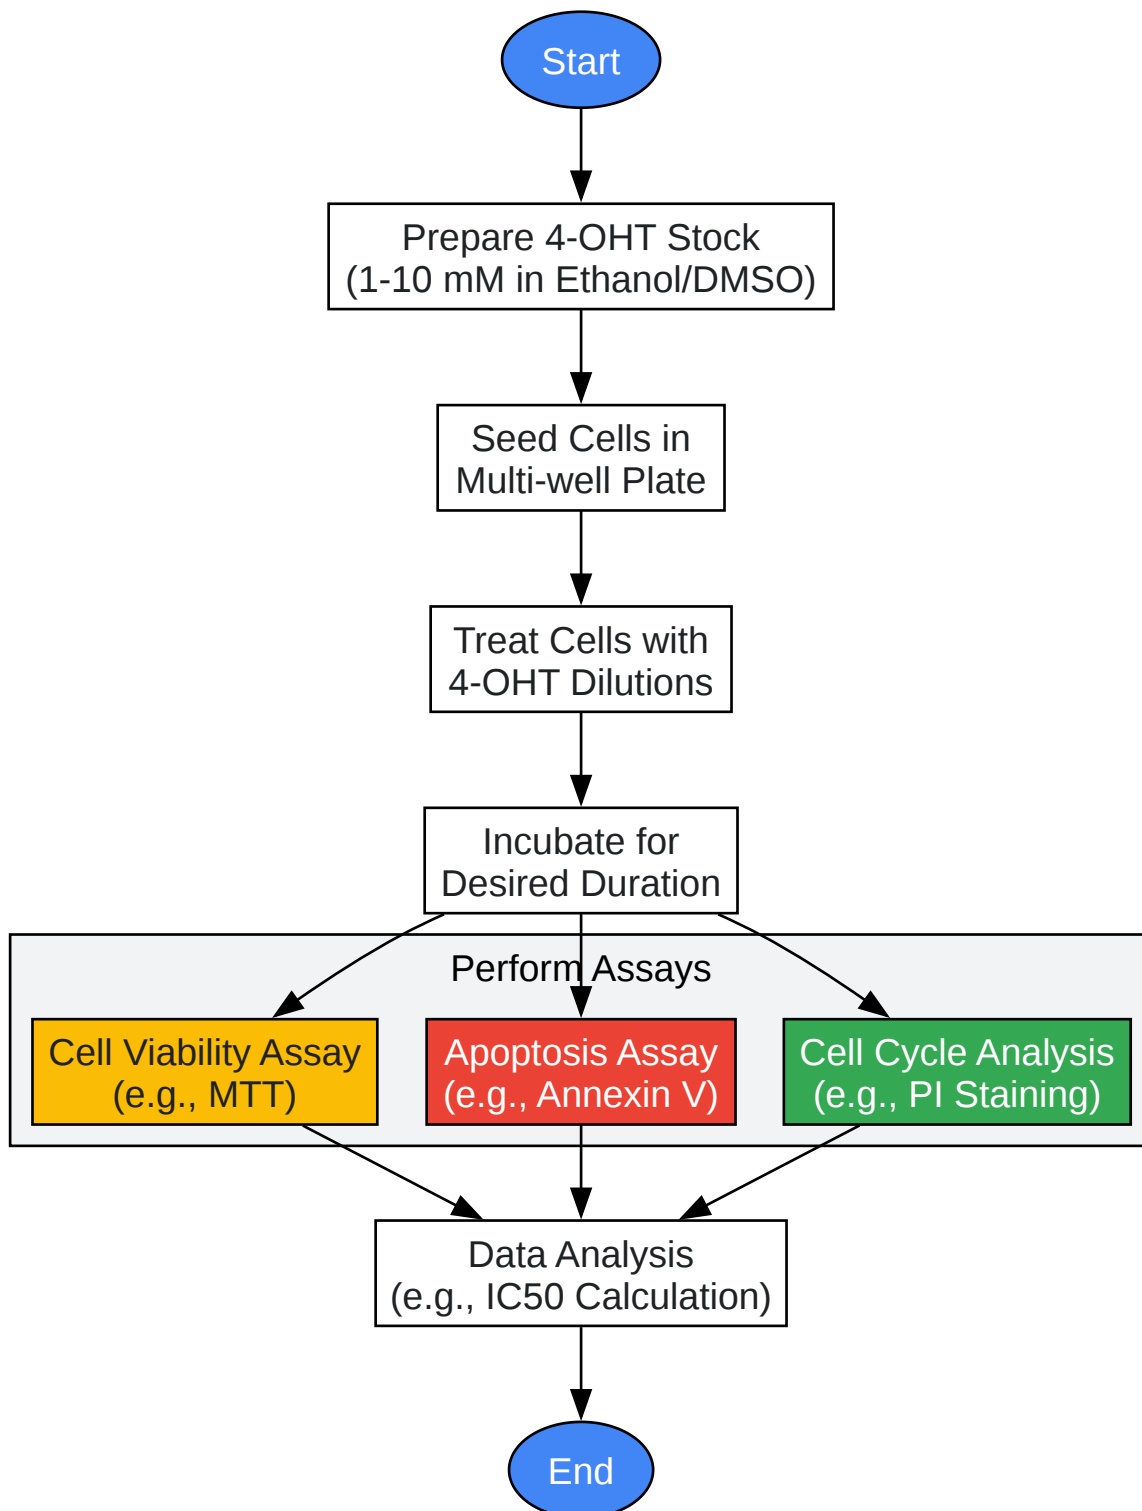 Start
Prepare 4-OHT Stock
(1-10 mM in Ethanol/DMSO)
Seed Cells in
Multi-well Plate
Treat Cells with
4-OHT Dilutions
Incubate for
Desired Duration
Perform Assays
Cell Viability Assay
(e.g., MTT)
Apoptosis Assay
(e.g., Annexin V)
Cell Cycle Analysis
(e.g., PI Staining)
Data Analysis
(e.g., IC50 Calculation)
End